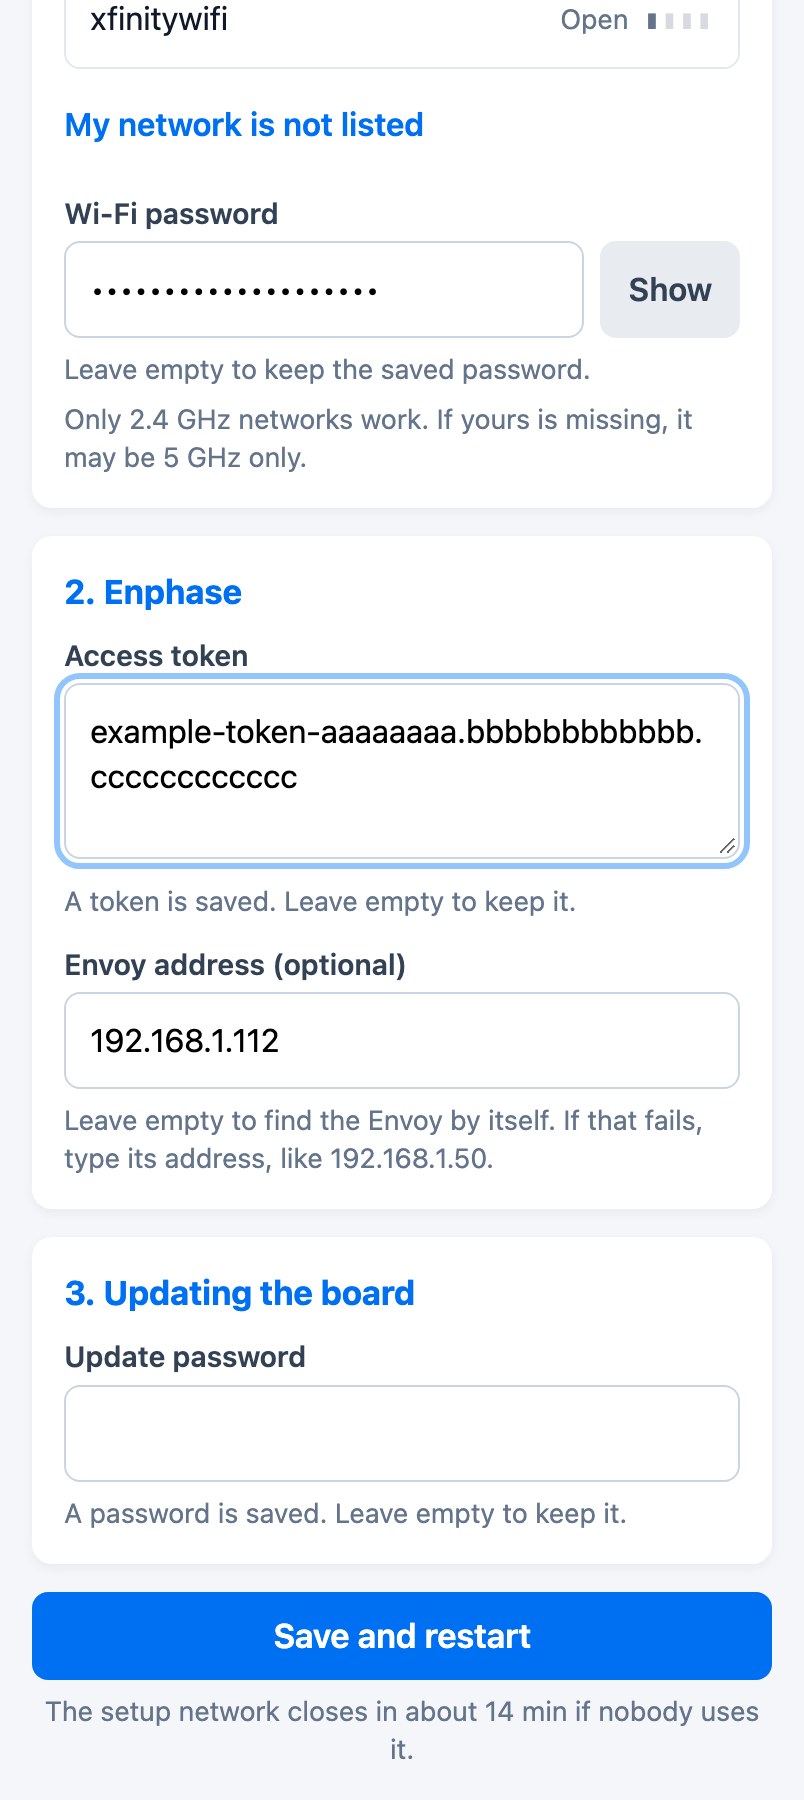 xfinitywifi Open
My network is not listed
Wi-Fi password
••••••••••••••••••••
Show
Leave empty to keep the saved password.
Only 2.4 GHz networks work. If yours is missing, it
may be 5 GHz only.
2. Enphase
Access token
example-token-aaaaaaaa.bbbbbbbbbbbb.
cccccccccccc
A token is saved. Leave empty to keep it.
Envoy address (optional)
192.168.1.112
Leave empty to find the Envoy by itself. If that fails,
type its address, like 192.168.1.50.
3. Updating the board
Update password
A password is saved. Leave empty to keep it.
Save and restart
The setup network closes in about 14 min if nobody uses
it.